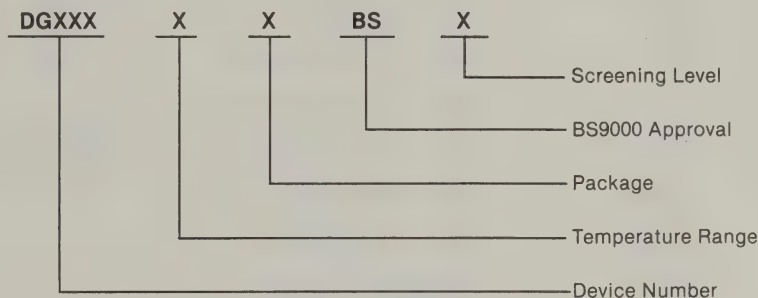 DGXXX X X BS X
Screening Level
BS9000 Approval
Package
Temperature Range
Device Number